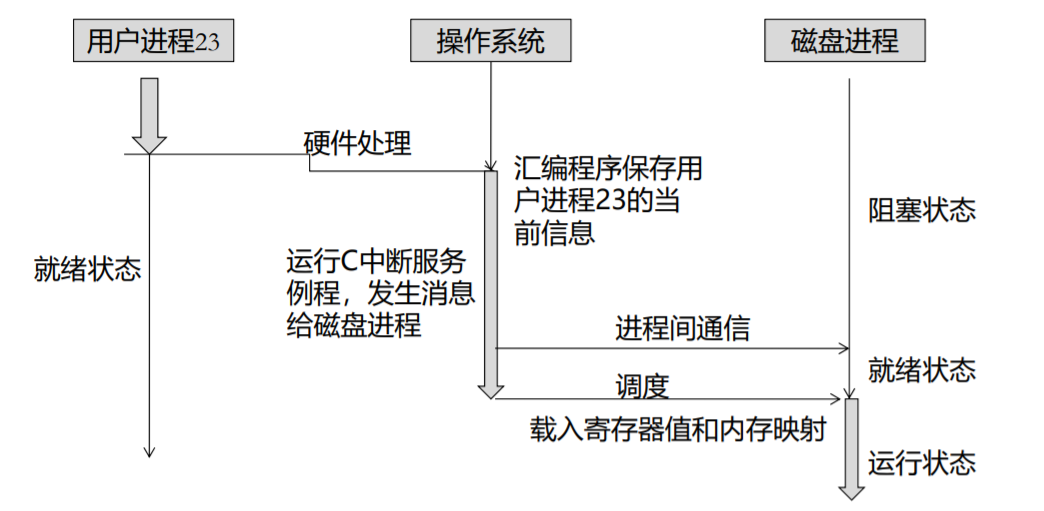 用户进程23
操作系统
磁盘进程
硬件处理
汇编程序保存用
户进程23的当
前信息
阻塞状态
就绪状态
运行C中断服务
例程，发生消息
给磁盘进程
进程间通信
就绪状态
调度
载入寄存器值和内存映射
运行状态